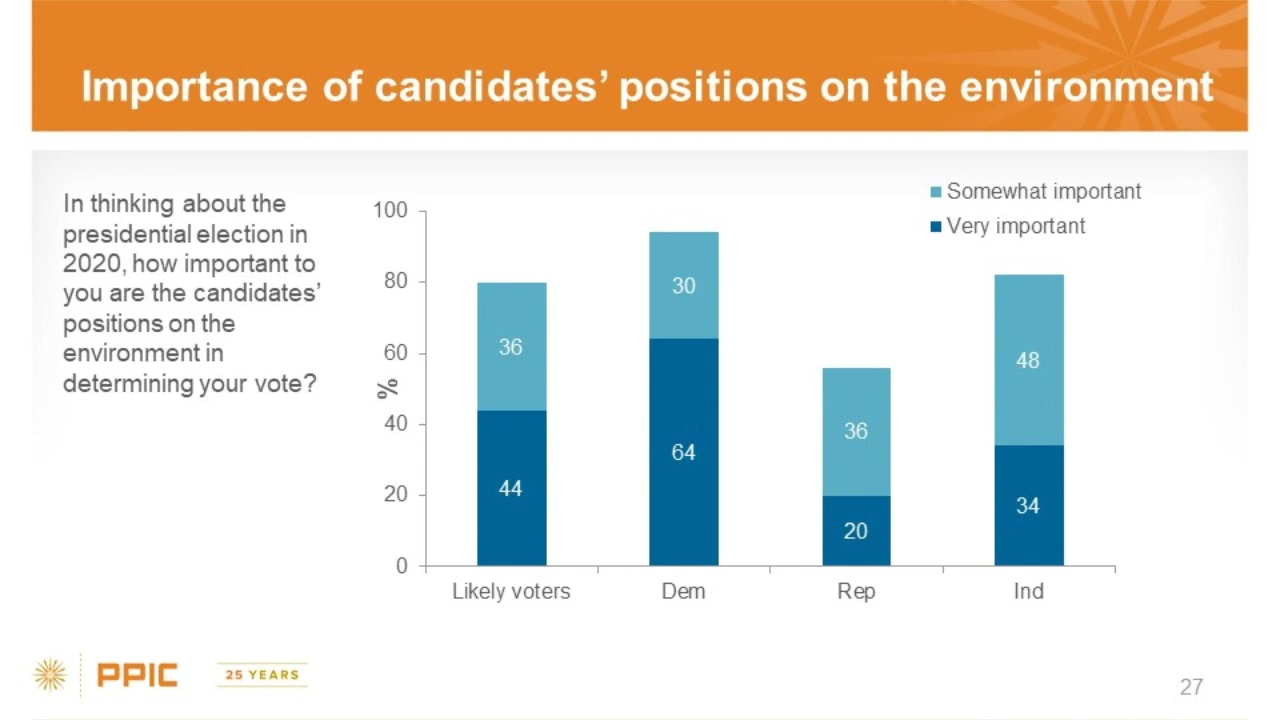 Importance of candidates’ positions on the environment
In thinking about the
presidential election in
2020, how important to
you are the candidates’
positions on the
environment in
determining your vote?
Somewhat important
Very important
100
80
60
40
20
0
%
36
44
30
64
36
20
48
34
Likely voters
Dem
Rep
Ind
PPIC
25 YEARS
27